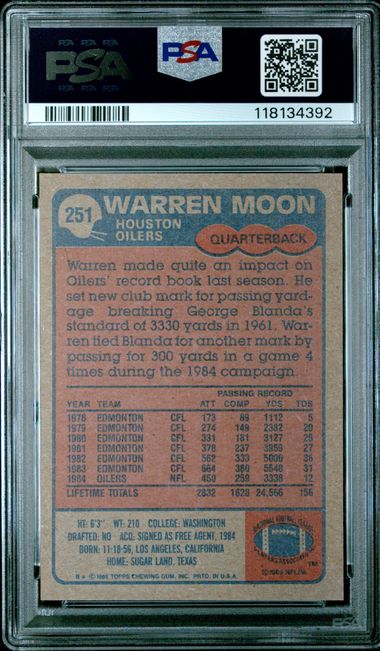 PSA
PSA
118134392
251
WARREN MOON
HOUSTON
OILERS
QUARTERBACK
Warren made quite an impact on
Oilers' record book last season. He
set new club mark for passing yard-
age breaking George Blanda's
standard of 3330 yards in 1961. War-
ren tied Blanda for another mark by
passing for 300 yards in a game 4
times during the 1984 campaign.
PASSING RECORD
YEAR TEAM ATT COMP YDS TDS
1978 EDMONTON CFL 173 89 1112 5
1979 EDMONTON CFL 274 149 2382 20
1980 EDMONTON CFL 331 181 3127 25
1981 EDMONTON CFL 378 237 3959 27
1982 EDMONTON CFL 562 333 5000 36
1983 EDMONTON CFL 664 380 5648 31
1984 OILERS NFL 450 259 3338 12
LIFETIME TOTALS 2832 1628 24,566 156
HT: 6'3" WT: 210 COLLEGE: WASHINGTON
DRAFTED: NO ACQ: SIGNED AS FREE AGENT, 1984
BORN: 11-18-56, LOS ANGELES, CALIFORNIA
HOME: SUGAR LAND, TEXAS
© 1985 TOPPS CHEWING GUM, INC. PRTD. IN U.S.A.